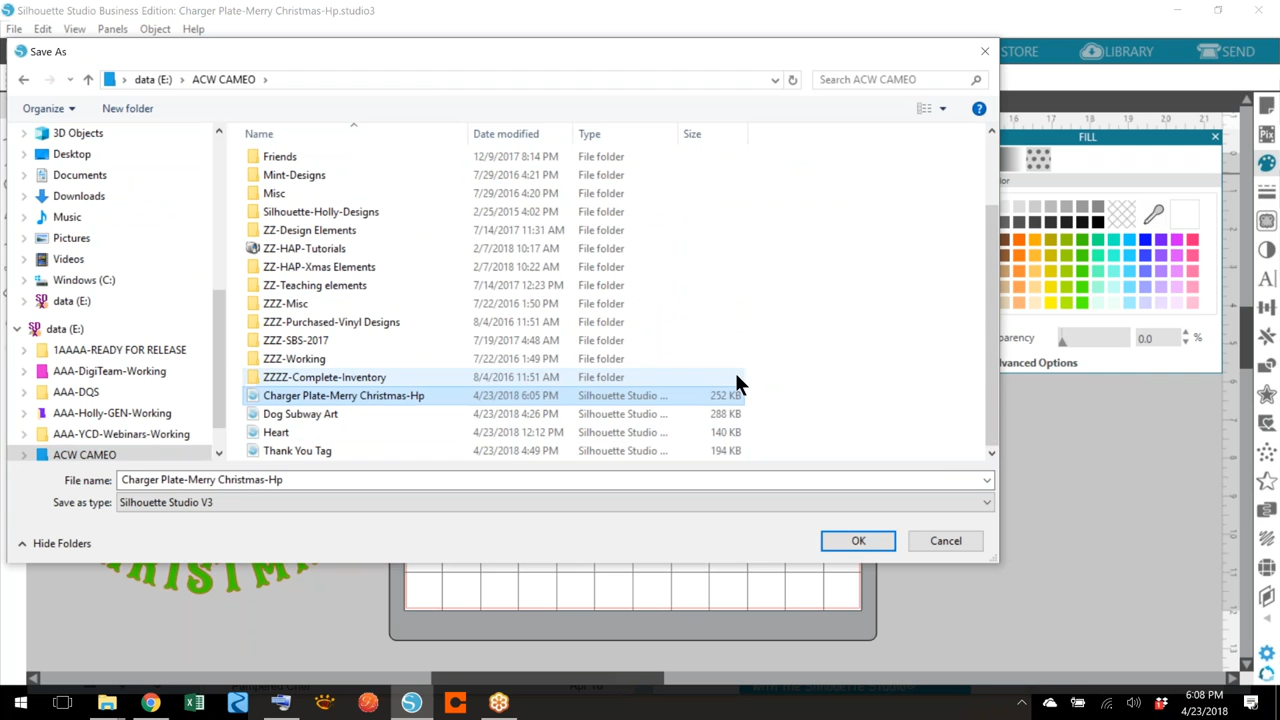 Silhouette Studio Business Edition: Charger Plate-Merry Christmas-Hp.studio3
File Edit View Panels Object Help
STORE LIBRARY SEND
Save As
data (E:) ACW CAMEO
Search ACW CAMEO
Organize New folder
Name Date modified Type Size
3D Objects
Desktop
Documents
Downloads
Music
Pictures
Videos
Windows (C:)
data (E:)
data (E:)
1AAAA-READY FOR RELEASE
AAA-DigiTeam-Working
AAA-DQS
AAA-Holly-GEN-Working
AAA-YCD-Webinars-Working
ACW CAMEO
Friends 12/9/2017 8:14 PM File folder
Mint-Designs 7/29/2016 4:21 PM File folder
Misc 7/29/2016 4:20 PM File folder
Silhouette-Holly-Designs 2/25/2015 4:02 PM File folder
ZZ-Design Elements 7/14/2017 11:31 AM File folder
ZZ-HAP-Tutorials 2/7/2018 10:17 AM File folder
ZZ-HAP-Xmas Elements 2/7/2018 10:22 AM File folder
ZZ-Teaching elements 7/14/2017 12:23 PM File folder
ZZZ-Misc 7/22/2016 1:50 PM File folder
ZZZ-Purchased-Vinyl Designs 8/4/2016 11:51 AM File folder
ZZZ-SBS-2017 7/19/2017 4:48 AM File folder
ZZZ-Working 7/22/2016 1:49 PM File folder
ZZZZ-Complete-Inventory 8/4/2016 11:51 AM File folder
Charger Plate-Merry Christmas-Hp 4/23/2018 6:05 PM Silhouette Studio ... 252 KB
Dog Subway Art 4/23/2018 4:26 PM Silhouette Studio ... 288 KB
Heart 4/23/2018 12:12 PM Silhouette Studio ... 140 KB
Thank You Tag 4/23/2018 4:49 PM Silhouette Studio ... 194 KB
File name: Charger Plate-Merry Christmas-Hp
Save as type: Silhouette Studio V3
Hide Folders
OK Cancel
16 17 18 19 20 21
FILL
lor
parency 0.0 %
dvanced Options
CHRISTMA
6:08 PM
4/23/2018